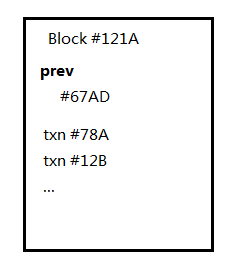 Block #121A
prev
#67AD
txn #78A
txn #12B
...